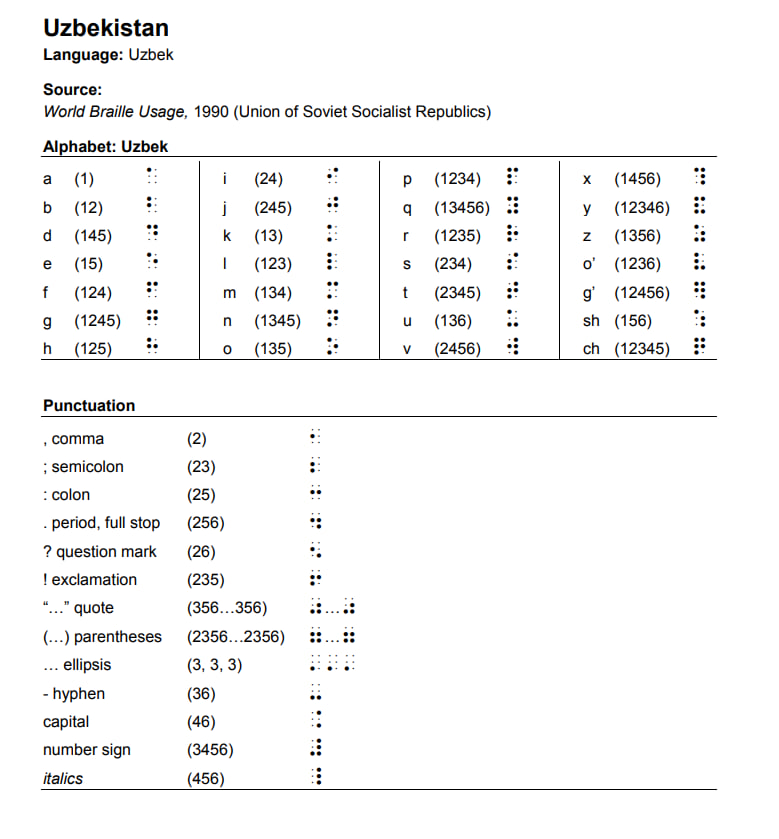 Uzbekistan
Language: Uzbek
Source:
World Braille Usage, 1990 (Union of Soviet Socialist Republics)
Alphabet: Uzbek
a (1) ⠁ i (24) ⠊ p (1234) ⠏ x (1456) ⠹
b (12) ⠃ j (245) ⠚ q (13456) ⠽ y (12346) ⠯
d (145) ⠙ k (13) ⠅ r (1235) ⠗ z (1356) ⠵
e (15) ⠑ l (123) ⠇ s (234) ⠎ o' (1236) ⠧
f (124) ⠋ m (134) ⠍ t (2345) ⠞ g’ (12456) ⠻
g (1245) ⠛ n (1345) ⠝ u (136) ⠥ sh (156) ⠱
h (125) ⠓ o (135) ⠕ v (2456) ⠺ ch (12345) ⠟
Punctuation
, comma (2) ⠂
; semicolon (23) ⠆
: colon (25) ⠒
. period, full stop (256) ⠲
? question mark (26) ⠢
! exclamation (235) ⠖
“…” quote (356…356) ⠴…⠴
(…) parentheses (2356…2356) ⠶…⠶
… ellipsis (3, 3, 3) ⠄⠄⠄
- hyphen (36) ⠤
capital (46) ⠨
number sign (3456) ⠼
italics (456) ⠸